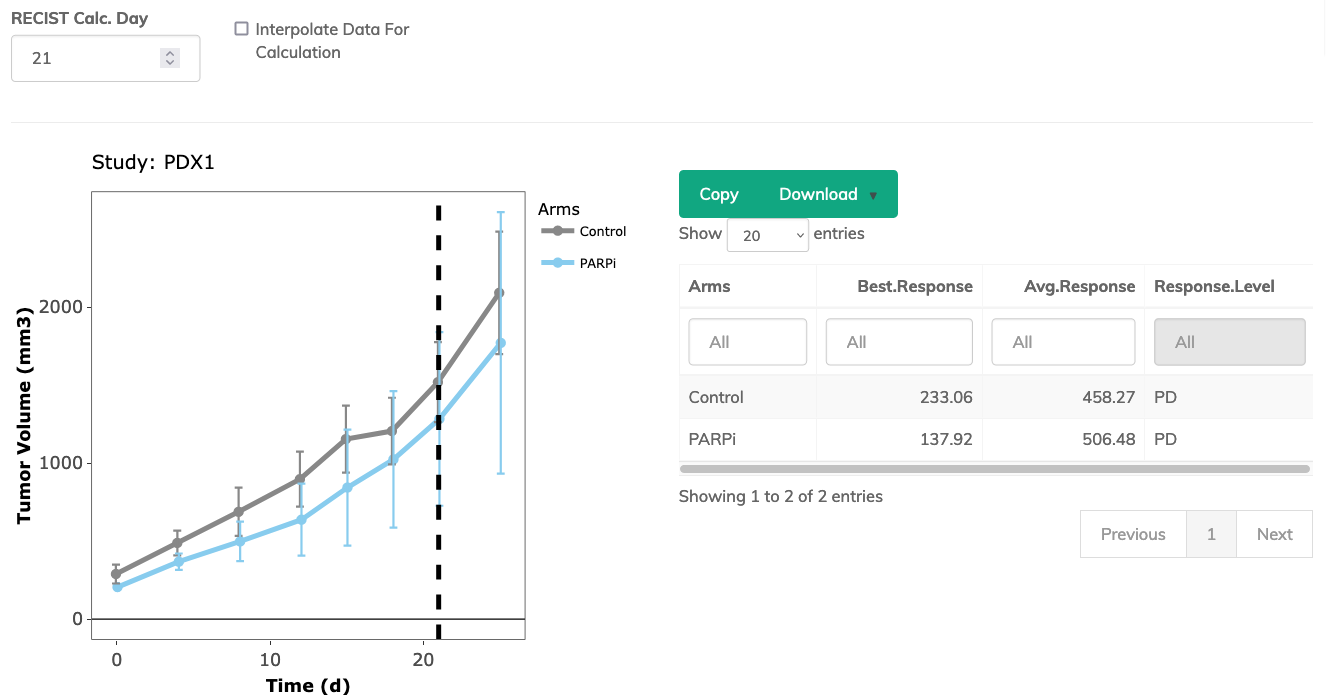 RECIST Calc. Day
21
Interpolate Data For
Calculation
Study: PDX1
Tumor Volume (mm3)
2000
1000
0
0 10 20
Time (d)
Arms
Control
PARPi
Copy Download
Show 20 entries
Arms Best.Response Avg.Response Response.Level
All All All All
Control 233.06 458.27 PD
PARPi 137.92 506.48 PD
Showing 1 to 2 of 2 entries
Previous 1 Next